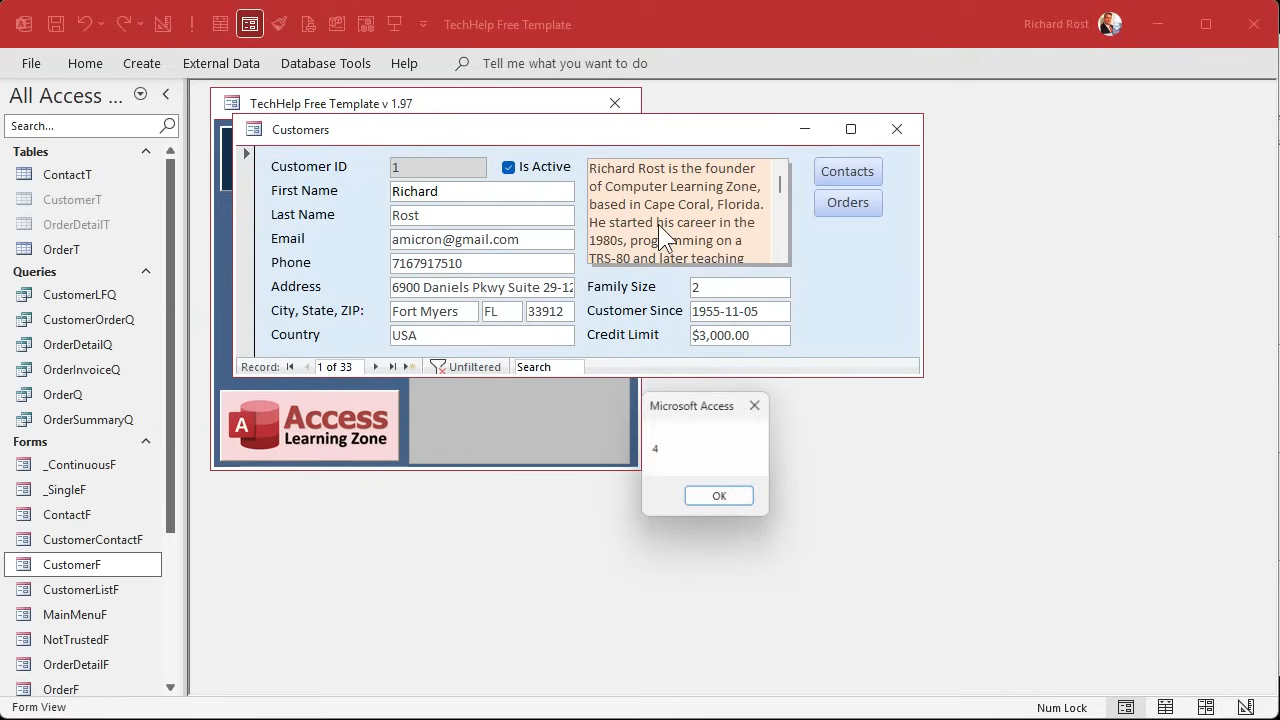 TechHelp Free Template
Richard Rost
File
Home
Create
External Data
Database Tools
Help
Tell me what you want to do
All Access ...
Search...
Tables
ContactT
CustomerT
OrderDetailT
OrderT
Queries
CustomerLFQ
CustomerOrderQ
OrderDetailQ
OrderInvoiceQ
OrderQ
OrderSummaryQ
Forms
_ContinuousF
_SingleF
ContactF
CustomerContactF
CustomerF
CustomerListF
MainMenuF
NotTrustedF
OrderDetailF
OrderF
TechHelp Free Template v 1.97
Customers
Customer ID 1
Is Active
First Name Richard
Last Name Rost
Email amicron@gmail.com
Phone 7167917510
Address 6900 Daniels Pkwy Suite 29-12
City, State, ZIP: Fort Myers FL 33912
Country USA
Richard Rost is the founder
of Computer Learning Zone,
based in Cape Coral, Florida.
He started his career in the
1980s, programming on a
TRS-80 and later teaching
Family Size 2
Customer Since 1955-11-05
Credit Limit $3,000.00
Contacts
Orders
Record: 1 of 33 Unfiltered Search
A Access
Learning Zone
Microsoft Access
4
OK
Form View
Num Lock